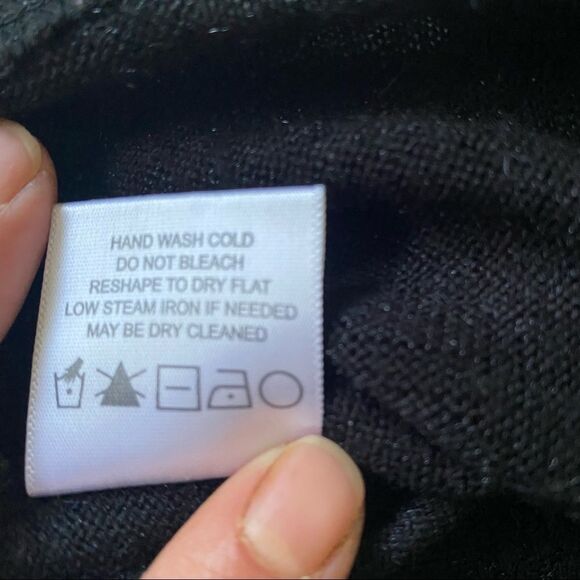 HAND WASH COLD
DO NOT BLEACH
RESHAPE TO DRY FLAT
LOW STEAM IRON IF NEEDED
MAY BE DRY CLEANED